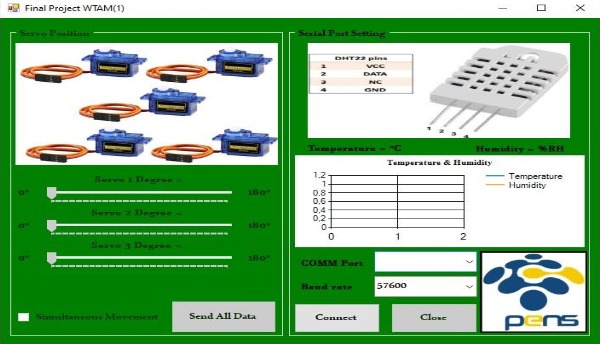 Final Project WTAM(1)
Servo Position
Servo 1 Degree =
0°
180°
Servo 2 Degree =
0°
180°
Servo 3 Degree =
0°
180°
Simultaneous Movement
Send All Data
Serial Port Setting
DHT22 pins
1 VCC
2 DATA
3 NC
4 GND
1 2 3 4
Temperature = °C
Humidity = %RH
Temperature & Humidity
1,2
1
0,8
0,6
0,4
0,2
0
0 1 2
Temperature
Humidity
COMM Port
Baud rate
57600
Connect
Close
pens